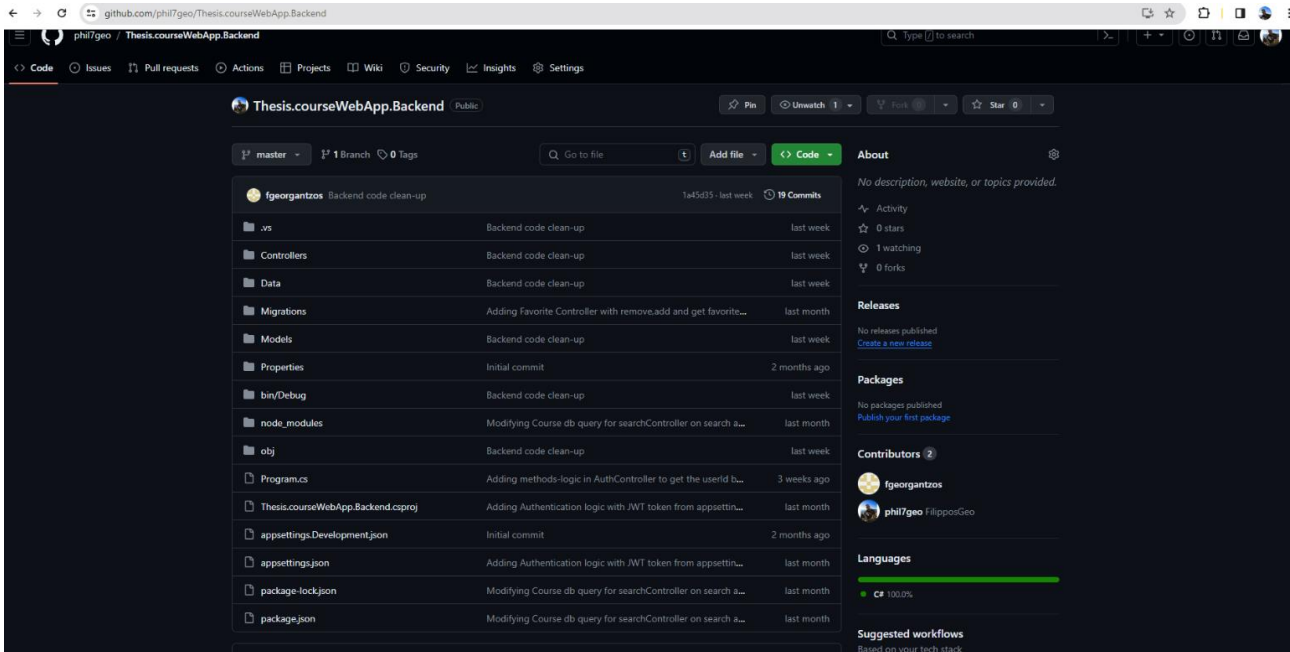 github.com/phil7geo/Thesis.courseWebApp.Backend
phil7geo / Thesis.courseWebApp.Backend
Type / to search
Code Issues Pull requests Actions Projects Wiki Security Insights Settings
Thesis.courseWebApp.Backend Public
Pin Unwatch 1 Fork 0 Star 0
master 1 Branch 0 Tags Go to file t Add file Code
fgeorgantzos Backend code clean-up 1a45d35 · last week 19 Commits
.vs Backend code clean-up last week
Controllers Backend code clean-up last week
Data Backend code clean-up last week
Migrations Adding Favorite Controller with remove,add and get favorite... last month
Models Backend code clean-up last week
Properties Initial commit 2 months ago
bin/Debug Backend code clean-up last week
node_modules Modifying Course db query for searchController on search a... last month
obj Backend code clean-up last week
Program.cs Adding methods-logic in AuthController to get the userId b... 3 weeks ago
Thesis.courseWebApp.Backend.csproj Adding Authentication logic with JWT token from appsettin... last month
appsettings.Development.json Initial commit 2 months ago
appsettings.json Adding Authentication logic with JWT token from appsettin... last month
package-lock.json Modifying Course db query for searchController on search a... last month
package.json Modifying Course db query for searchController on search a... last month
About
No description, website, or topics provided.
Activity
0 stars
1 watching
0 forks
Releases
No releases published
Create a new release
Packages
No packages published
Publish your first package
Contributors 2
fgeorgantzos
phil7geo FilipposGeo
Languages
C# 100.0%
Suggested workflows
Based on your tech stack